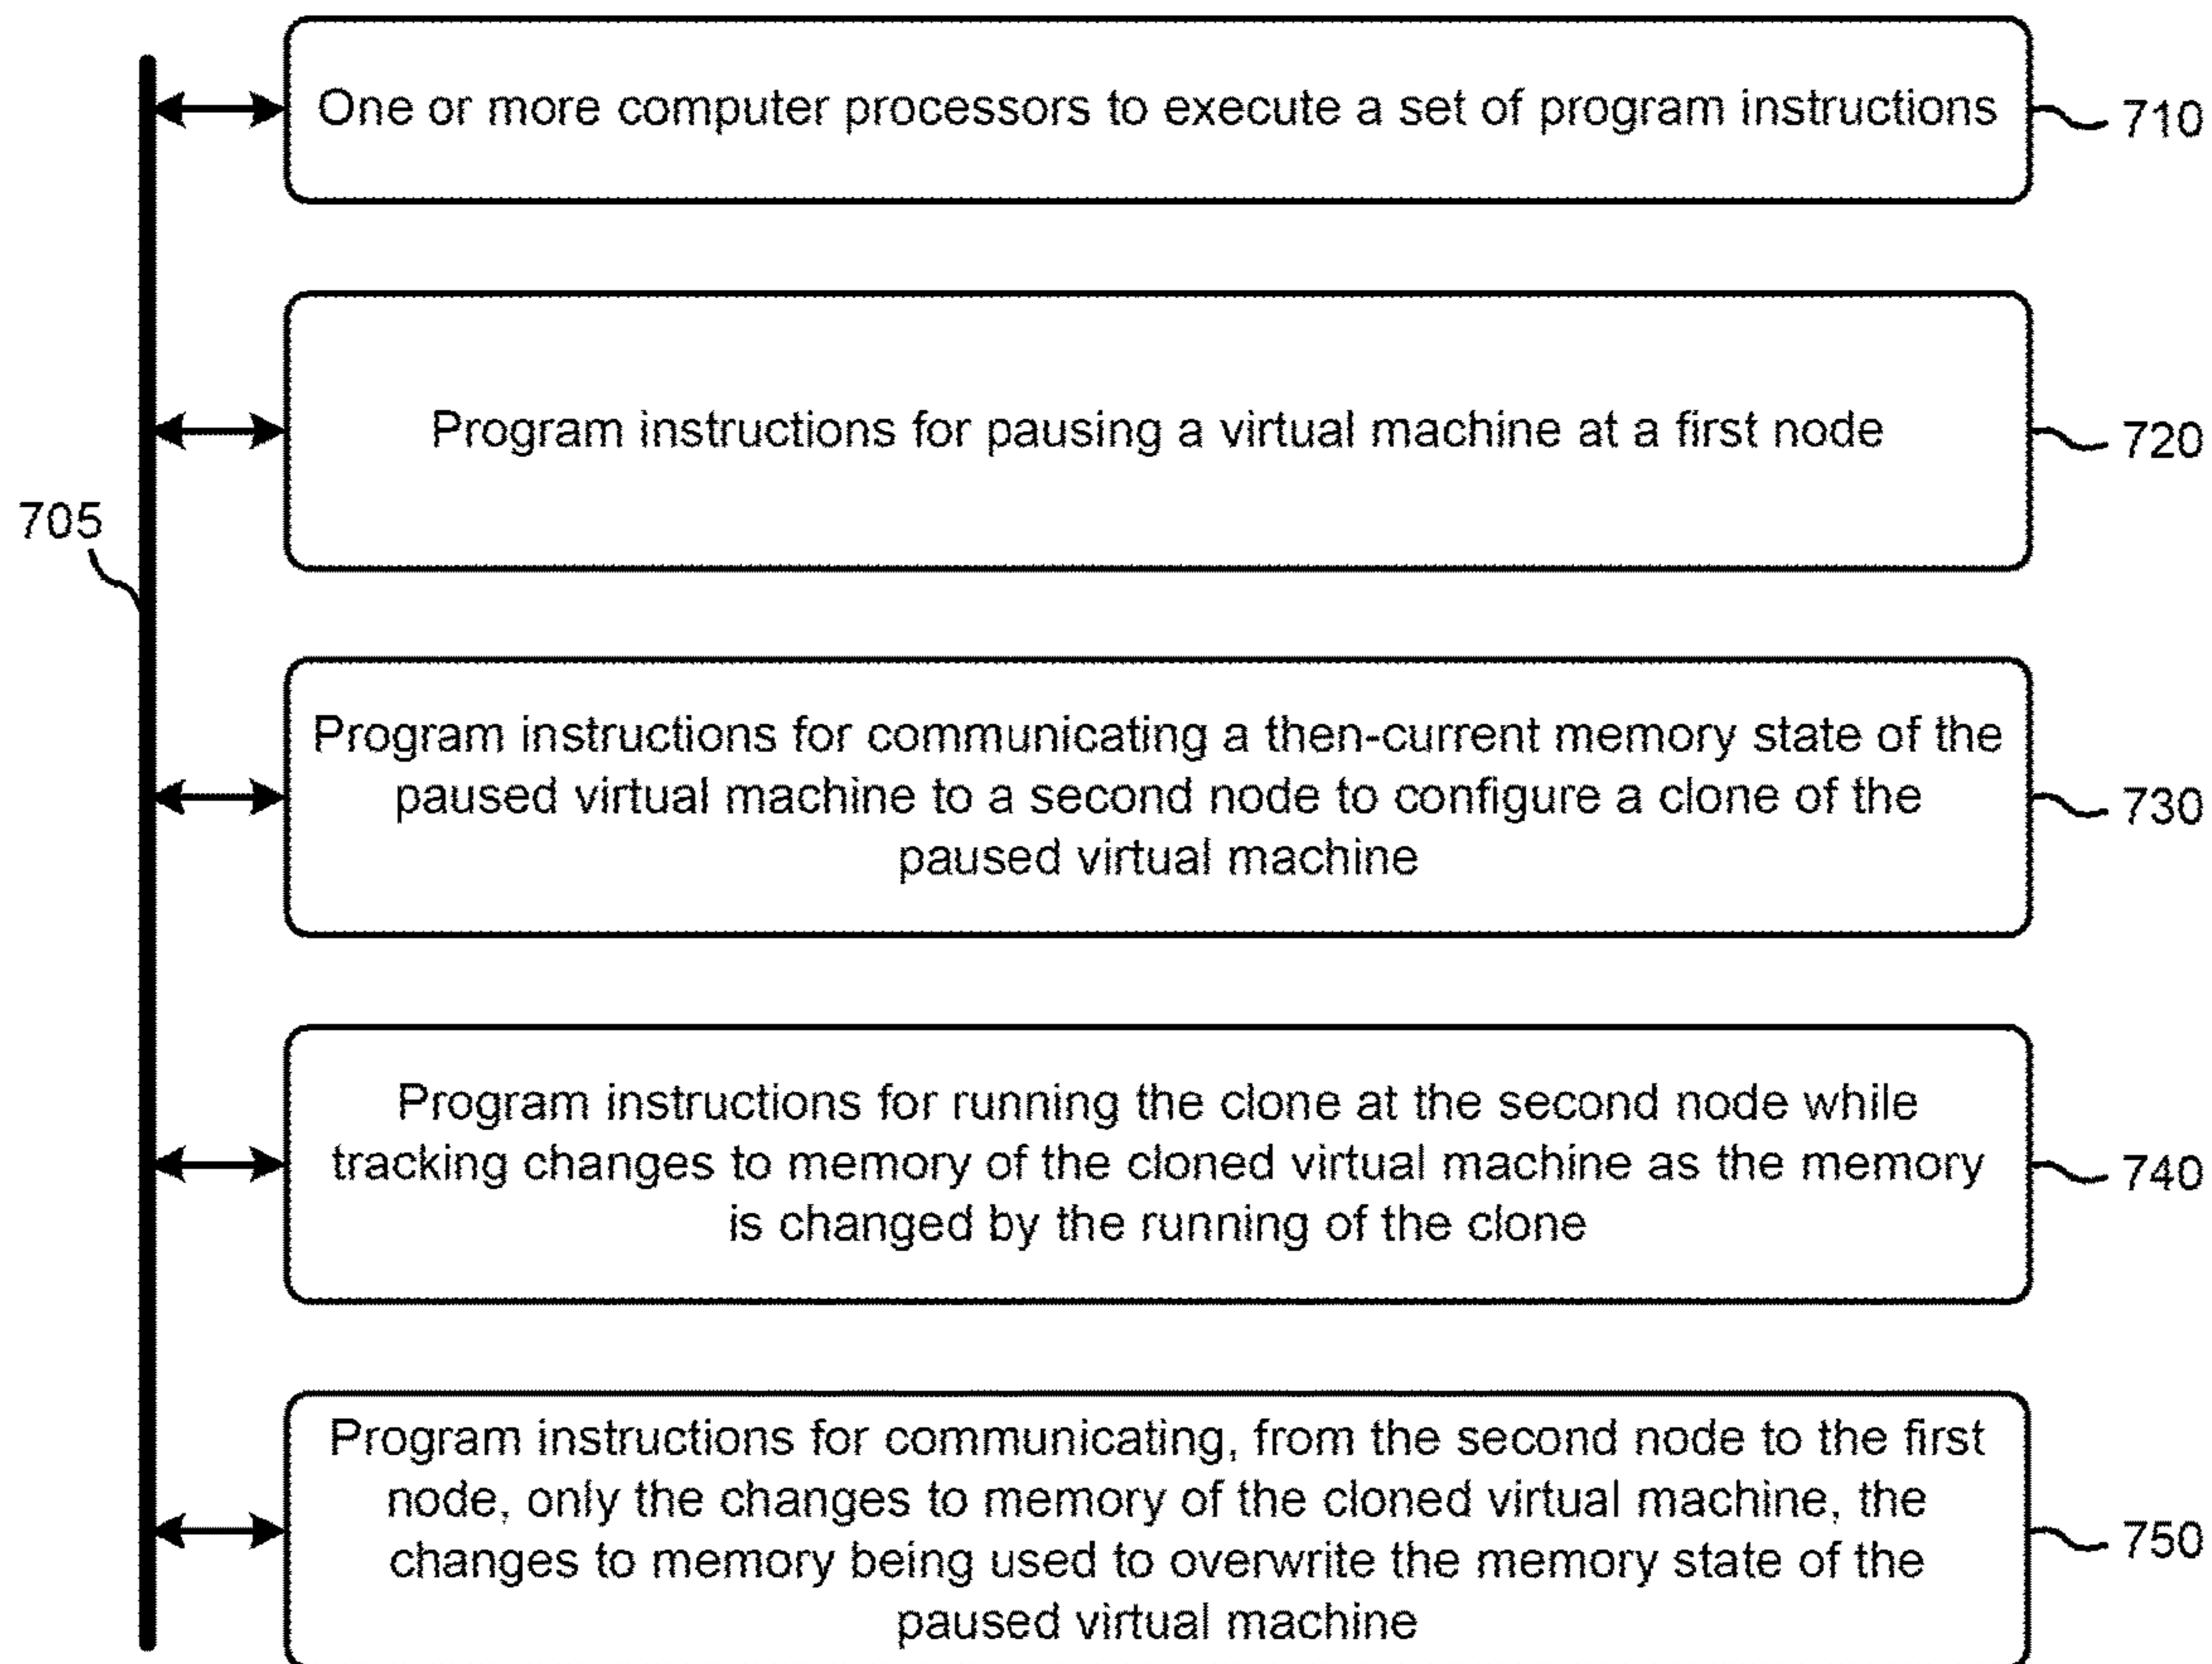 One or more computer processors to execute a set of program instructions
710
Program instructions for pausing a virtual machine at a first node
720
705
Program instructions for communicating a then-current memory state of the
paused virtual machine to a second node to configure a clone of the
paused virtual machine
730
Program instructions for running the clone at the second node while
tracking changes to memory of the cloned virtual machine as the memory
is changed by the running of the clone
740
Program instructions for communicating, from the second node to the first
node, only the changes to memory of the cloned virtual machine, the
changes to memory being used to overwrite the memory state of the
paused virtual machine
750